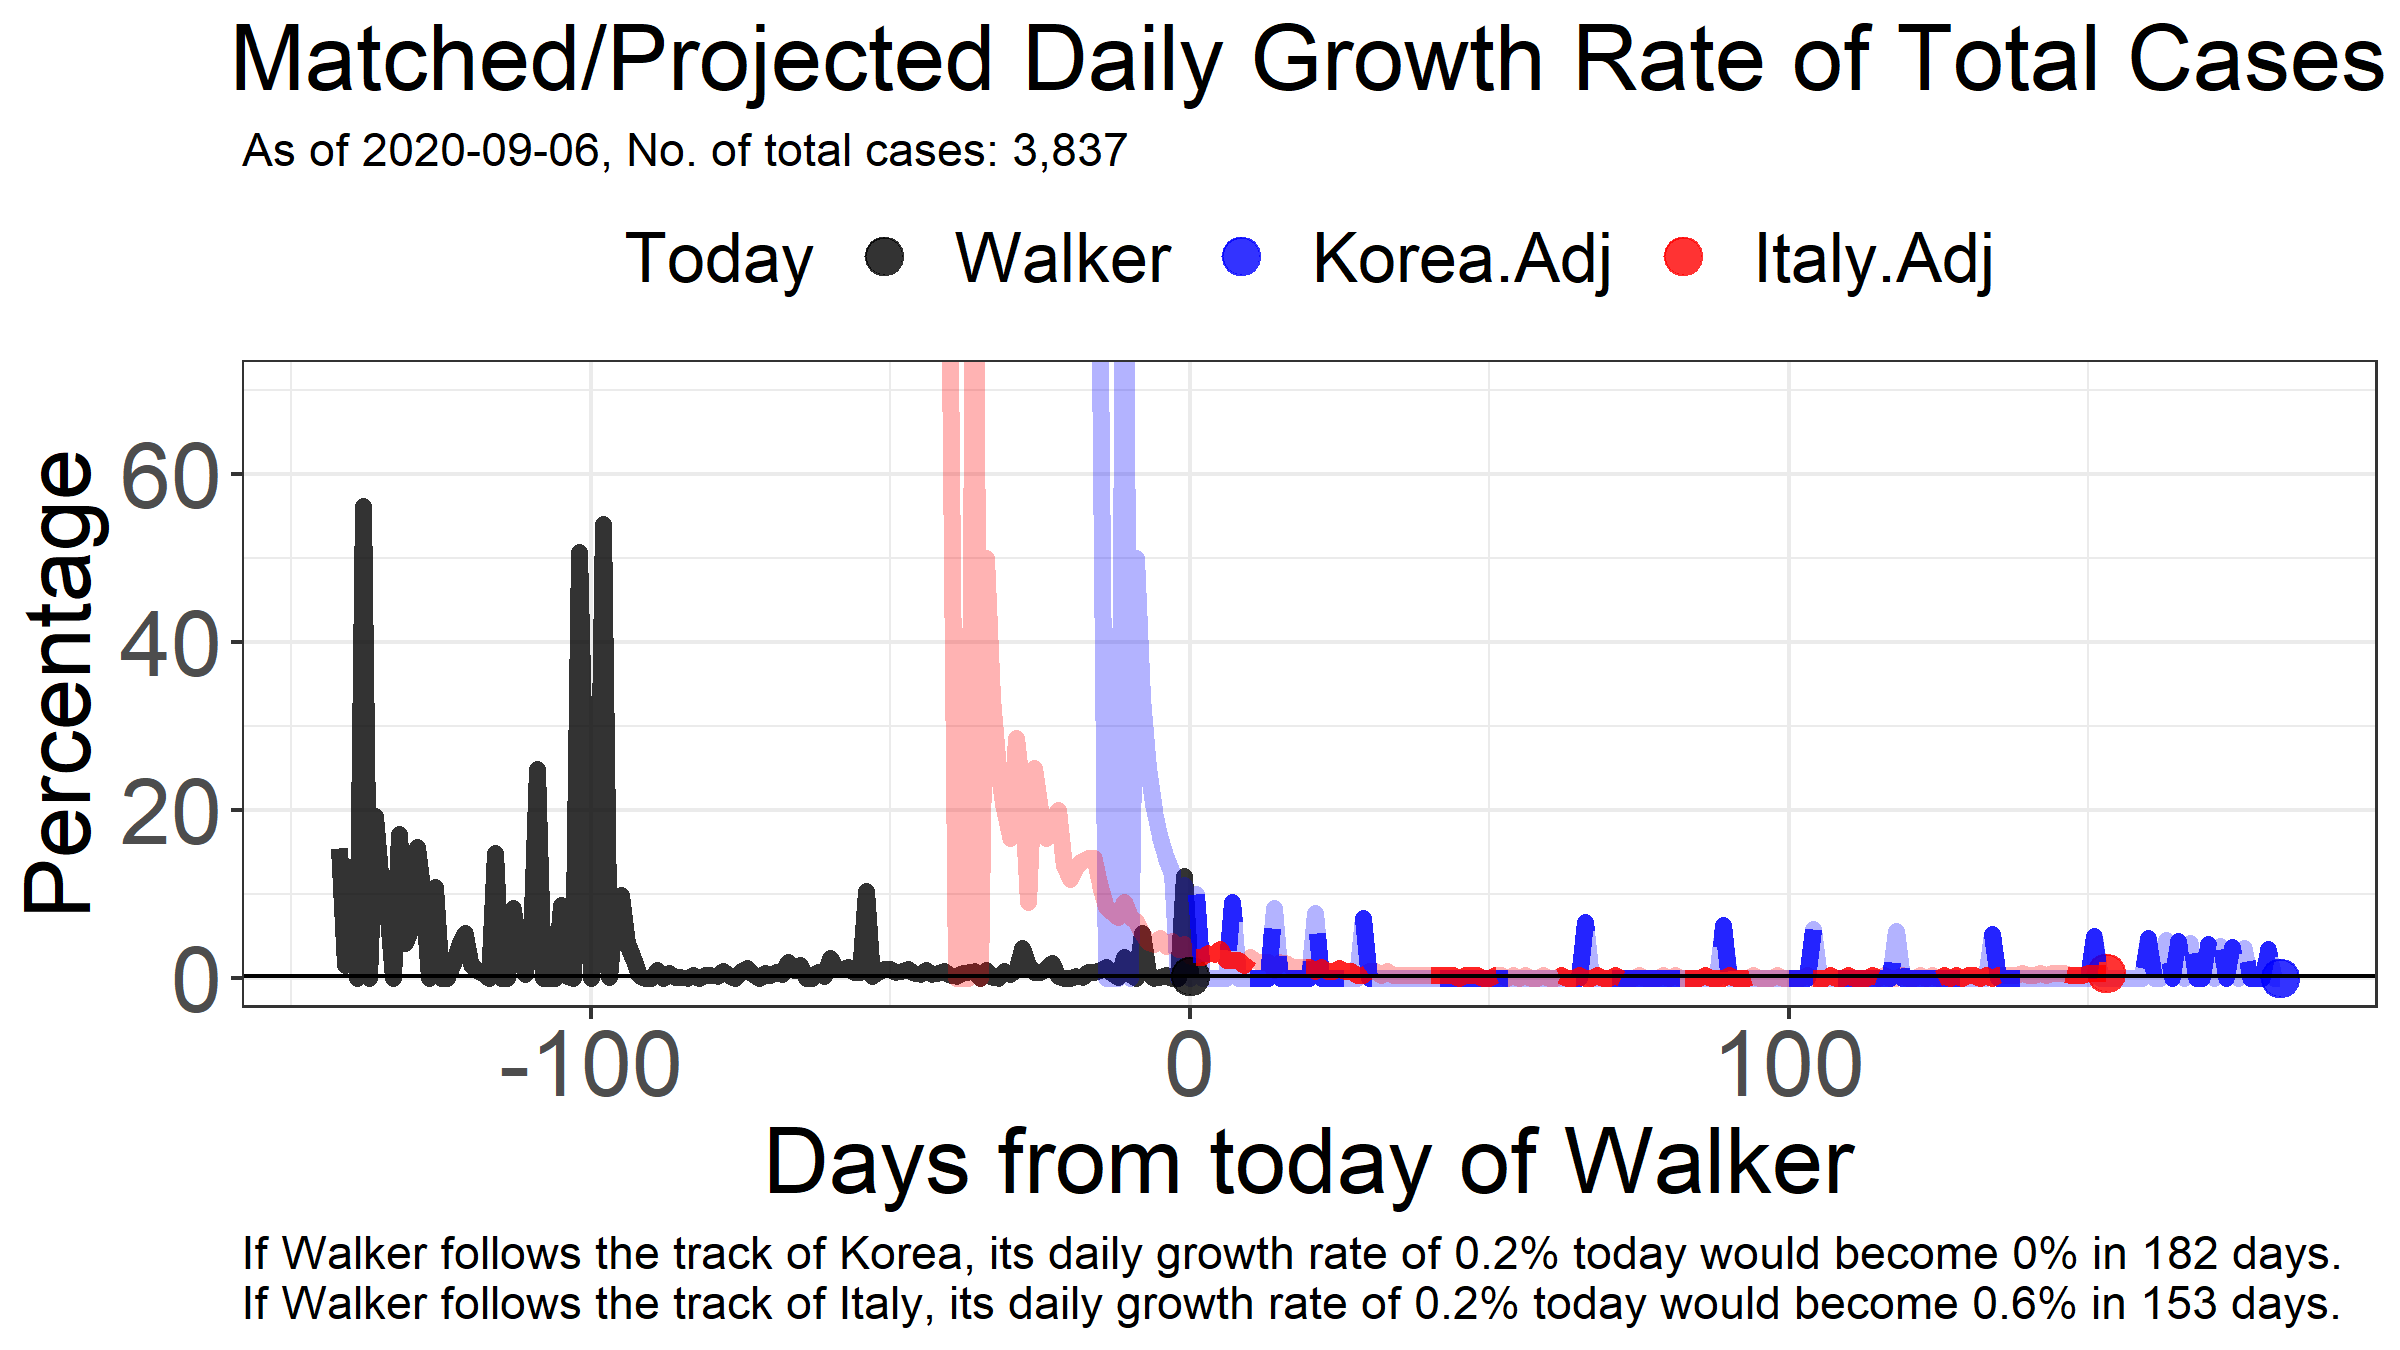 Matched/Projected Daily Growth Rate of Total Cases
As of 2020-09-06, No. of total cases: 3,837
Today Walker Korea.Adj Italy.Adj
Percentage
60
40
20
0
-100 0 100
Days from today of Walker
If Walker follows the track of Korea, its daily growth rate of 0.2% today would become 0% in 182 days.
If Walker follows the track of Italy, its daily growth rate of 0.2% today would become 0.6% in 153 days.